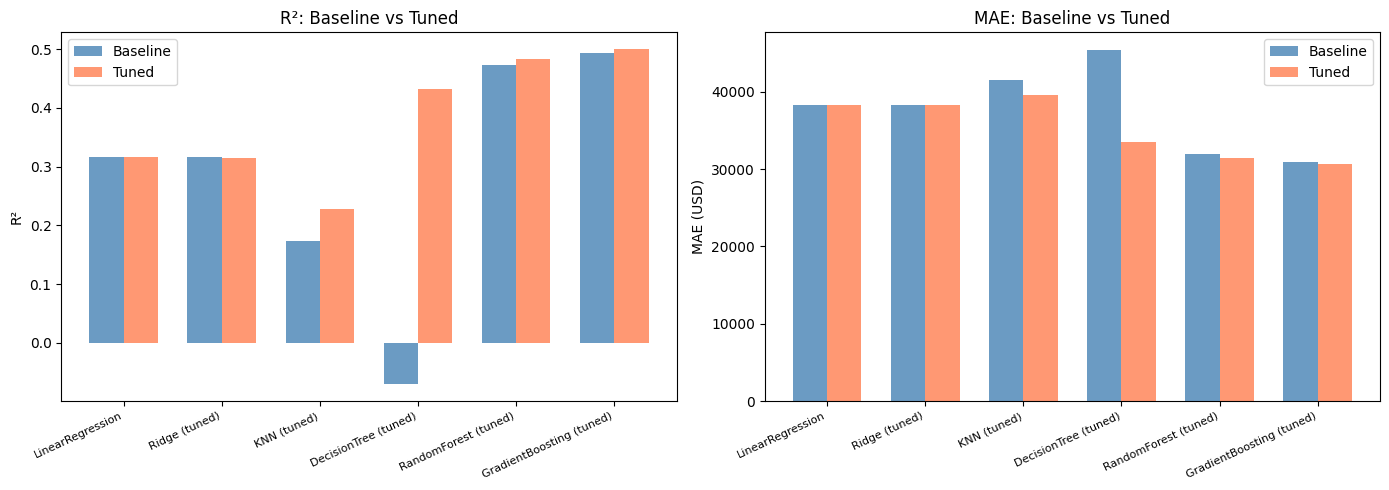 R²: Baseline vs Tuned
Baseline
Tuned
R²
0.5
0.4
0.3
0.2
0.1
0.0
LinearRegression
Ridge (tuned)
KNN (tuned)
DecisionTree (tuned)
RandomForest (tuned)
GradientBoosting (tuned)
MAE: Baseline vs Tuned
Baseline
Tuned
MAE (USD)
40000
30000
20000
10000
0
LinearRegression
Ridge (tuned)
KNN (tuned)
DecisionTree (tuned)
RandomForest (tuned)
GradientBoosting (tuned)